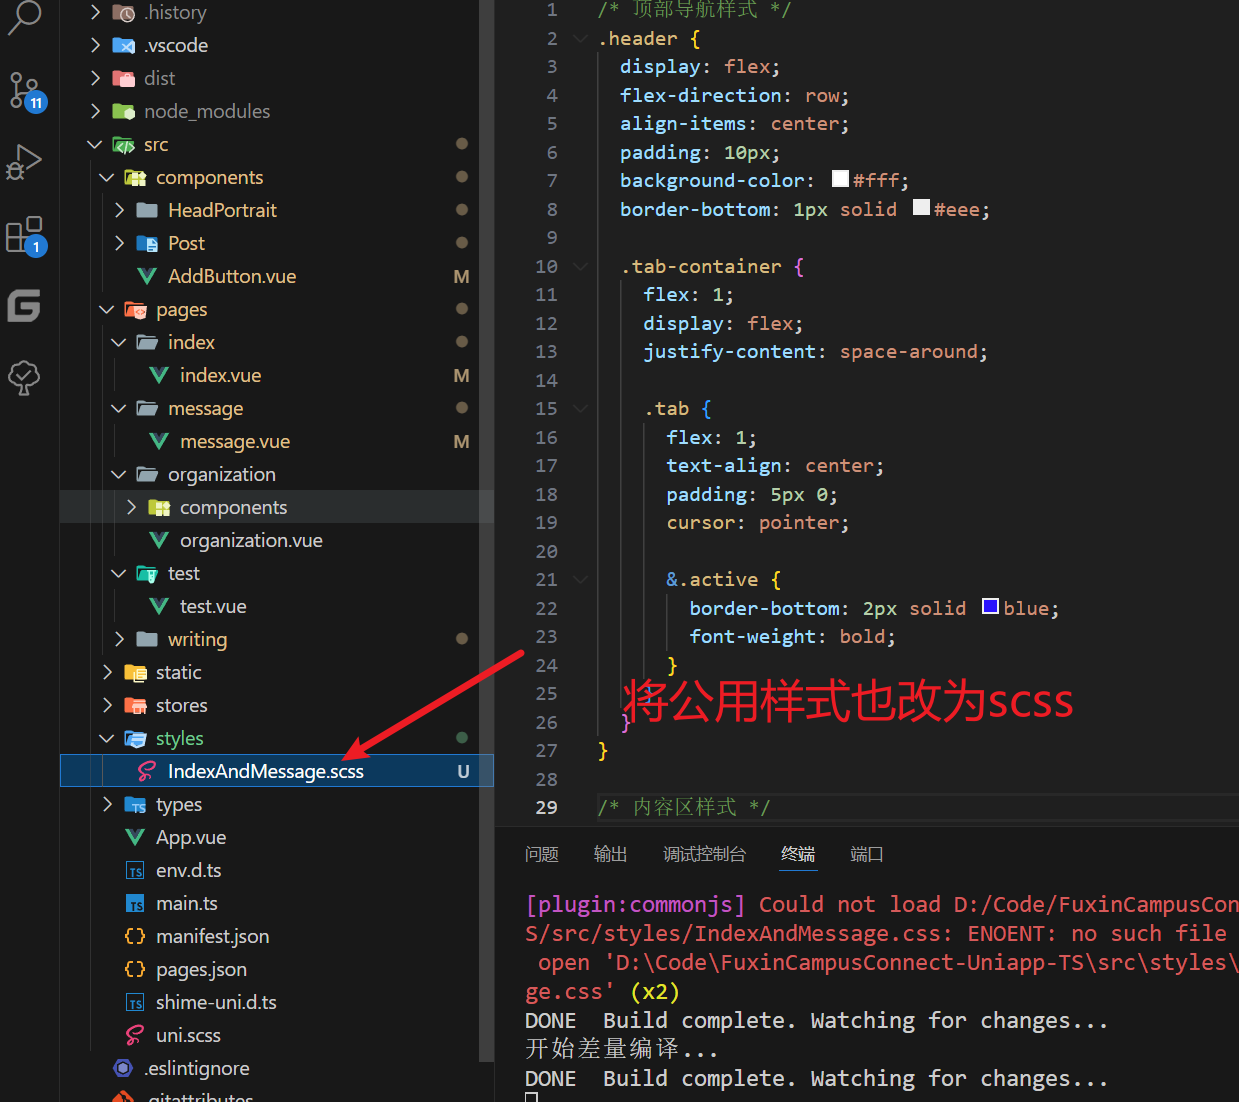 .history
.vscode
dist
node_modules
src
components
HeadPortrait
Post
AddButton.vue M
pages
index
index.vue M
message
message.vue M
organization
components
organization.vue
test
test.vue
writing
static
stores
styles
IndexAndMessage.scss U
types
App.vue
TS env.d.ts
TS main.ts
{} manifest.json
{} pages.json
TS shime-uni.d.ts
uni.scss
.eslintignore
.gitattributes
11
1
1 /* 顶部导航样式 */
2 .header {
3 display: flex;
4 flex-direction: row;
5 align-items: center;
6 padding: 10px;
7 background-color: #fff;
8 border-bottom: 1px solid #eee;
9
10 .tab-container {
11 flex: 1;
12 display: flex;
13 justify-content: space-around;
14
15 .tab {
16 flex: 1;
17 text-align: center;
18 padding: 5px 0;
19 cursor: pointer;
20
21 &.active {
22 border-bottom: 2px solid blue;
23 font-weight: bold;
24 }
25 }
将公用样式也改为scss
26 }
27 }
28
29 /* 内容区样式 */
问题 输出 调试控制台 终端 端口
[plugin:commonjs] Could not load D:/Code/FuxinCampusCon
S/src/styles/IndexAndMessage.css: ENOENT: no such file
open 'D:\Code\FuxinCampusConnect-Uniapp-TS\src\styles\
ge.css' (x2)
DONE Build complete. Watching for changes...
开始差量编译...
DONE Build complete. Watching for changes...